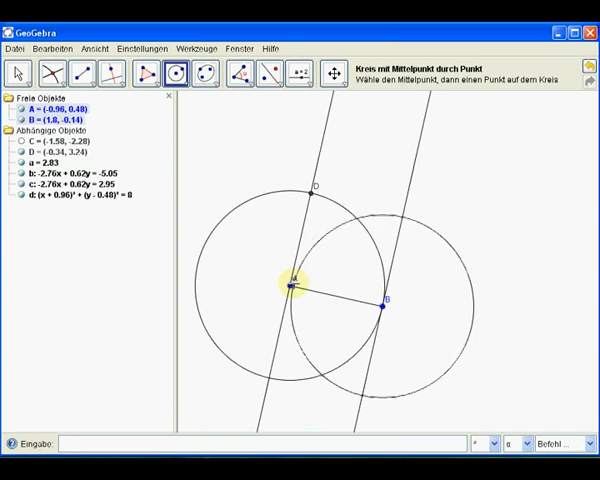 GeoGebra
Datei Bearbeiten Ansicht Einstellungen Werkzeuge Fenster Hilfe
Kreis mit Mittelpunkt durch Punkt
Wähle den Mittelpunkt, dann einen Punkt auf dem Kreis
Freie Objekte
A = (-0.96, 0.48)
B = (1.8, -0.14)
Abhängige Objekte
C = (-1.58, -2.28)
D = (-0.34, 3.24)
a = 2.83
b: -2.76x + 0.62y = -5.05
c: -2.76x + 0.62y = 2.95
d: (x + 0.96)² + (y - 0.48)² = 8
D
B
Eingabe:
α
Befehl ...